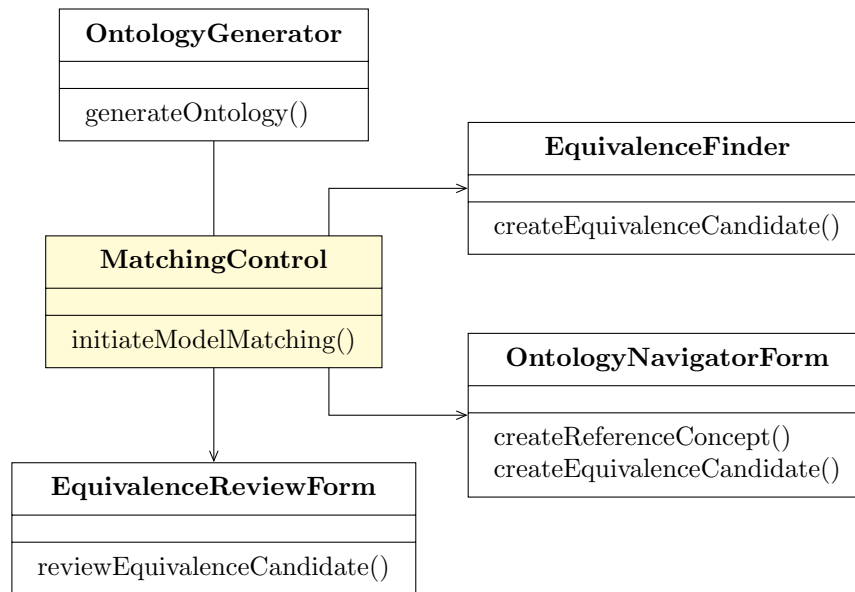 OntologyGenerator
generateOntology()
EquivalenceFinder
createEquivalenceCandidate()
MatchingControl
initiateModelMatching()
OntologyNavigatorForm
createReferenceConcept()
createEquivalenceCandidate()
EquivalenceReviewForm
reviewEquivalenceCandidate()